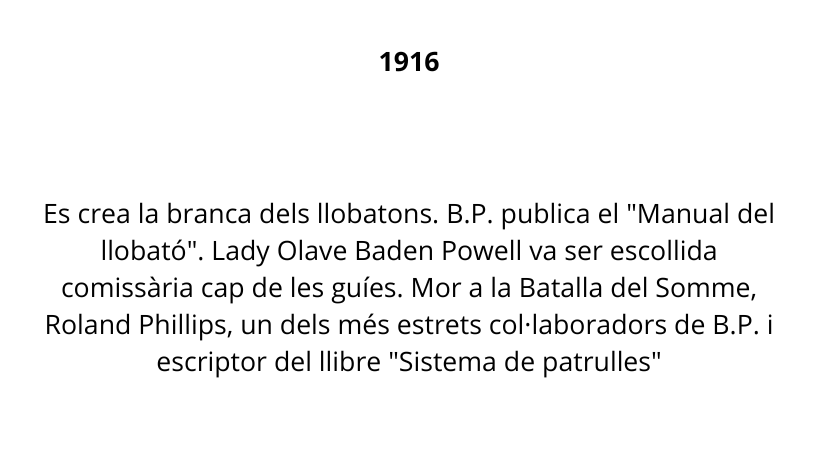 1916
Es crea la branca dels llobatons. B.P. publica el "Manual del
llobató". Lady Olave Baden Powell va ser escollida
comissària cap de les guíes. Mor a la Batalla del Somme,
Roland Phillips, un dels més estrets col·laboradors de B.P. i
escriptor del llibre "Sistema de patrulles"